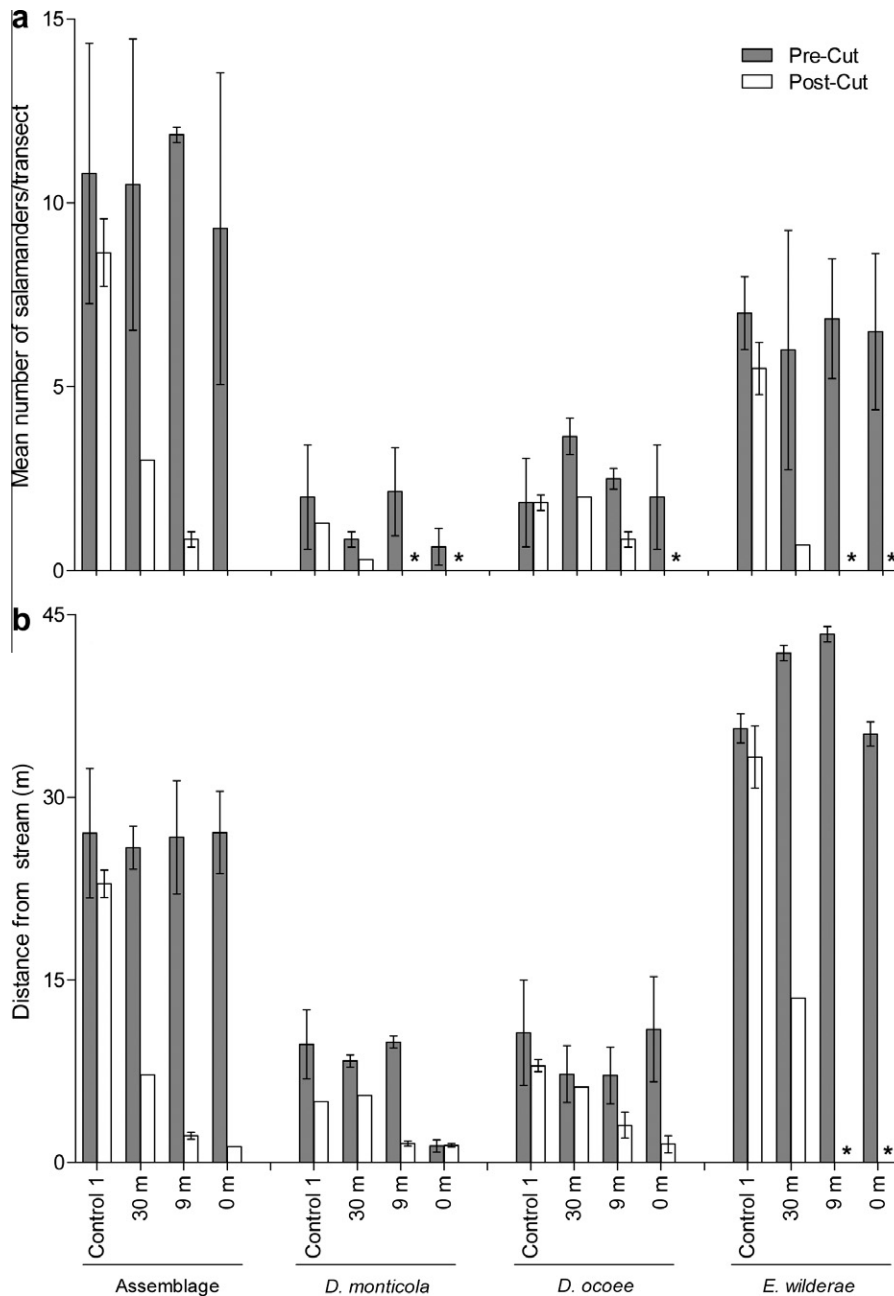 a
15
10
5
0
Mean number of salamanders/transect
Pre-Cut
Post-Cut
* * * * *
b
45
30
15
0
Distance from stream (m)
* *
Control 1 30 m 9 m 0 m Control 1 30 m 9 m 0 m Control 1 30 m 9 m 0 m Control 1 30 m 9 m 0 m
Assemblage D. monticola D. ocoee E. wilderae